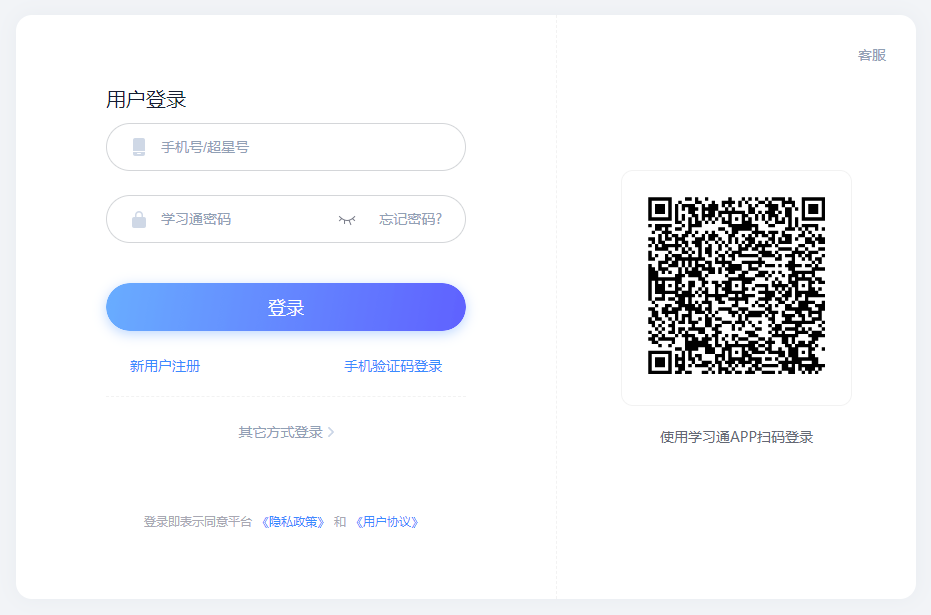 客服
用户登录
手机号/超星号
学习通密码 忘记密码?
登录
新用户注册 手机验证码登录
其它方式登录
使用学习通APP扫码登录
登录即表示同意平台 《隐私政策》 和 《用户协议》